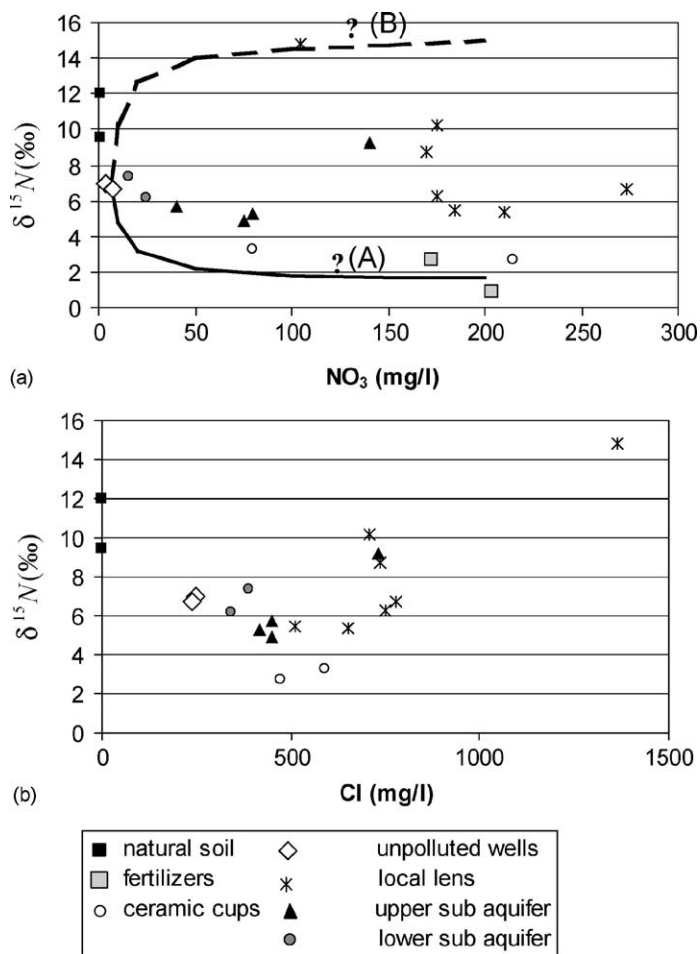 16
? (B)
14
12
10
8
6
4
2
? (A)
0
δ ¹⁵ N(‰)
0 50 100 150 200 250 300
(a)
NO₃ (mg/l)
16
14
12
10
8
6
4
2
0
δ ¹⁵ N(‰)
0 500 1000 1500
(b)
Cl (mg/l)
natural soil unpolluted wells
fertilizers local lens
ceramic cups upper sub aquifer
lower sub aquifer